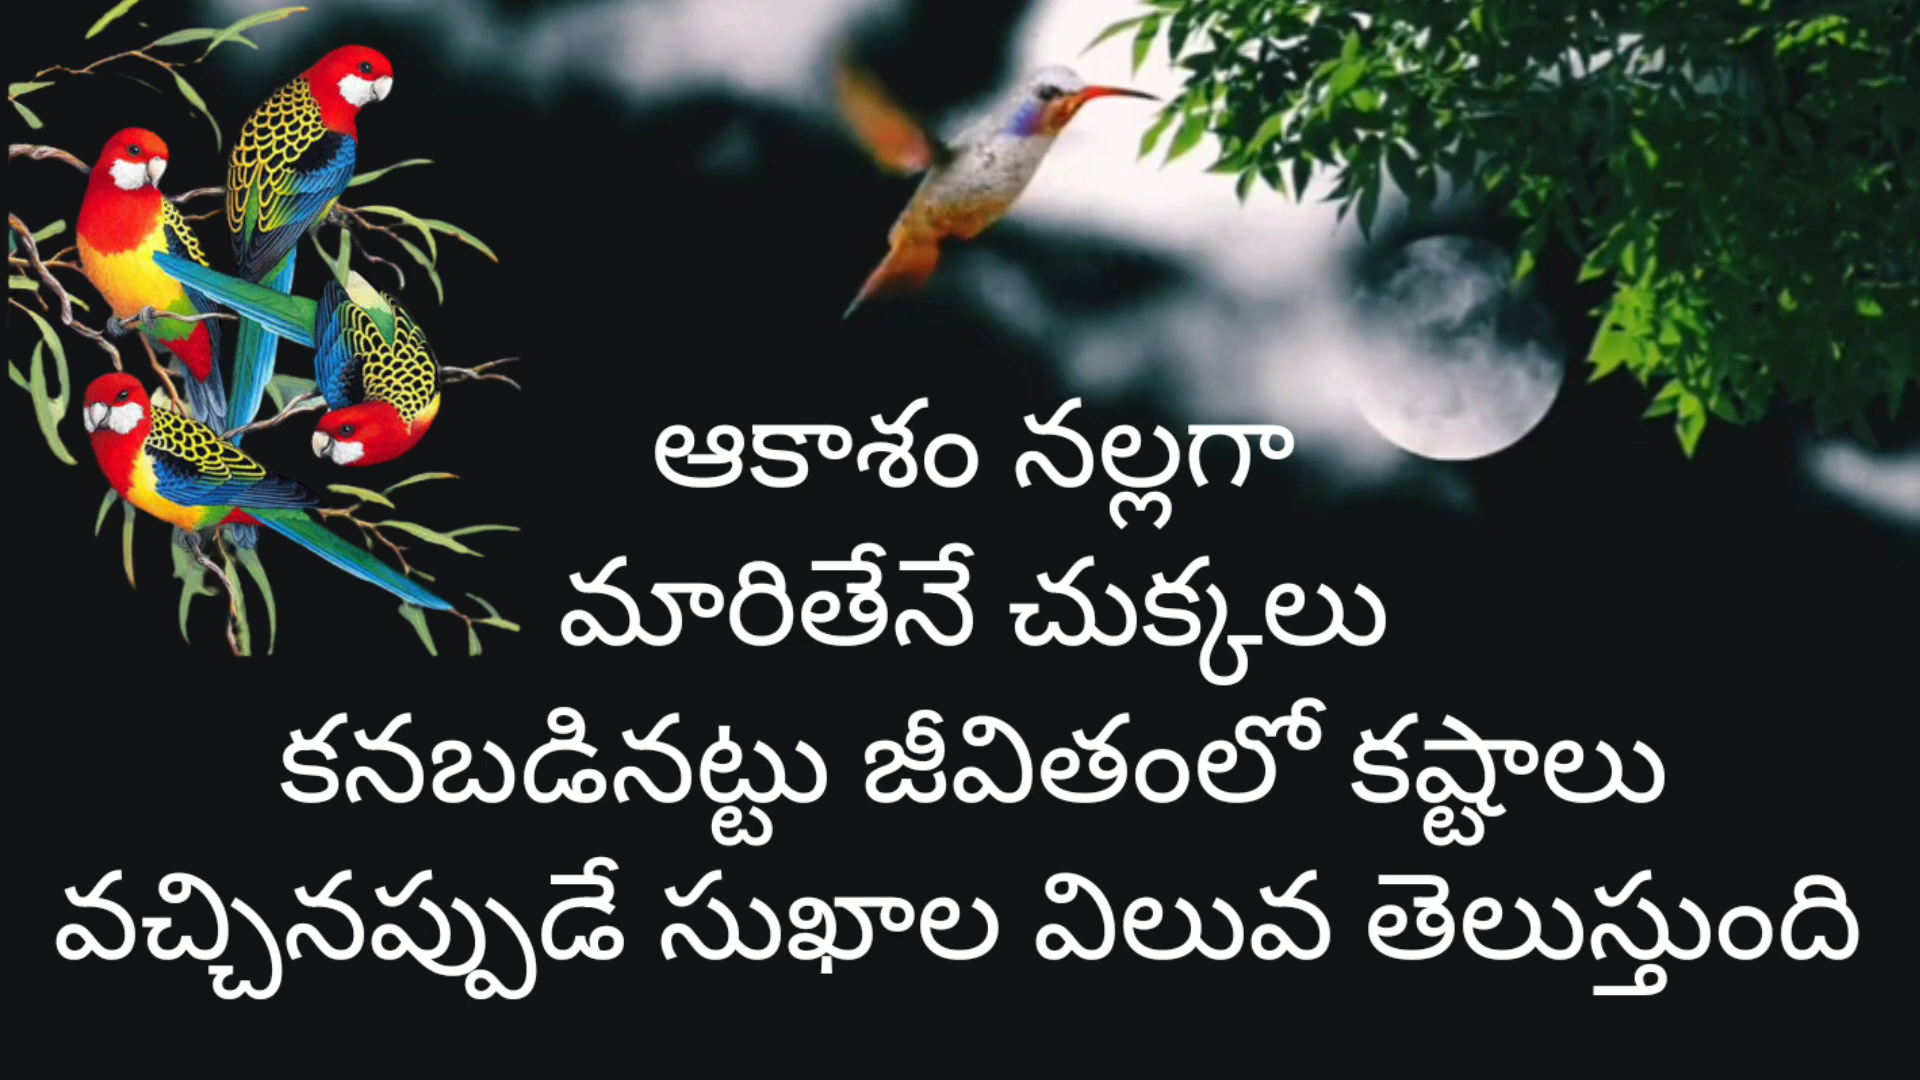 ఆకాశం నల్లగా
మారితేనే చుక్కలు
కనబడినట్టు జీవితంలో కష్టాలు
వచ్చినప్పుడే సుఖాల విలువ తెలుస్తుంది